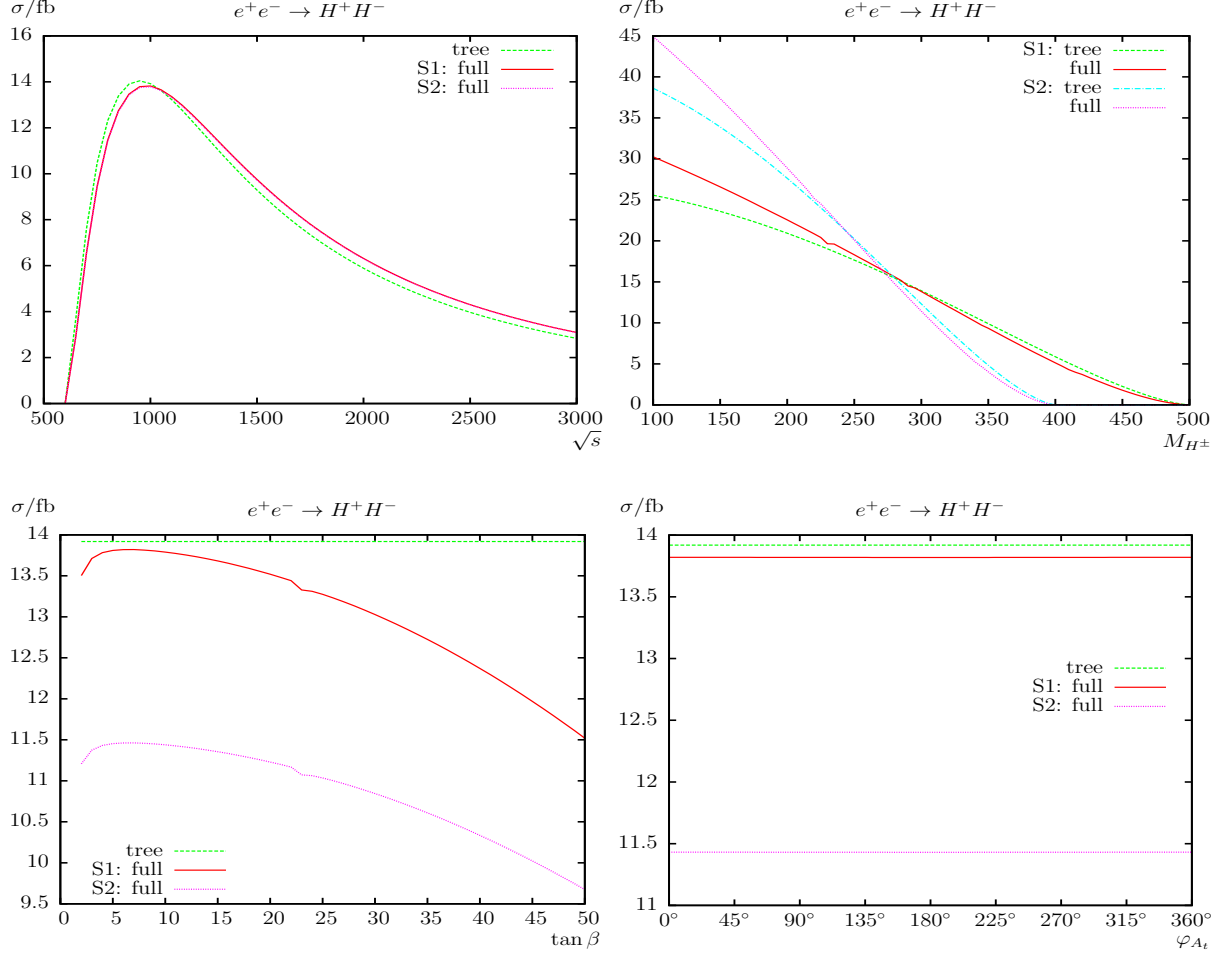 σ/fb
e⁺e⁻ → H⁺H⁻
16
14
12
10
8
6
4
2
0
tree
S1: full
S2: full
500 1000 1500 2000 2500 3000
√s
σ/fb
e⁺e⁻ → H⁺H⁻
45
40
35
30
25
20
15
10
5
0
S1: tree
full
S2: tree
full
100 150 200 250 300 350 400 450 500
M_{H^±}
σ/fb
e⁺e⁻ → H⁺H⁻
14
13.5
13
12.5
12
11.5
11
10.5
10
9.5
tree
S1: full
S2: full
0 5 10 15 20 25 30 35 40 45 50
tan β
σ/fb
e⁺e⁻ → H⁺H⁻
14
13.5
13
12.5
12
11.5
11
tree
S1: full
S2: full
0° 45° 90° 135° 180° 225° 270° 315° 360°
φ_{A_t}